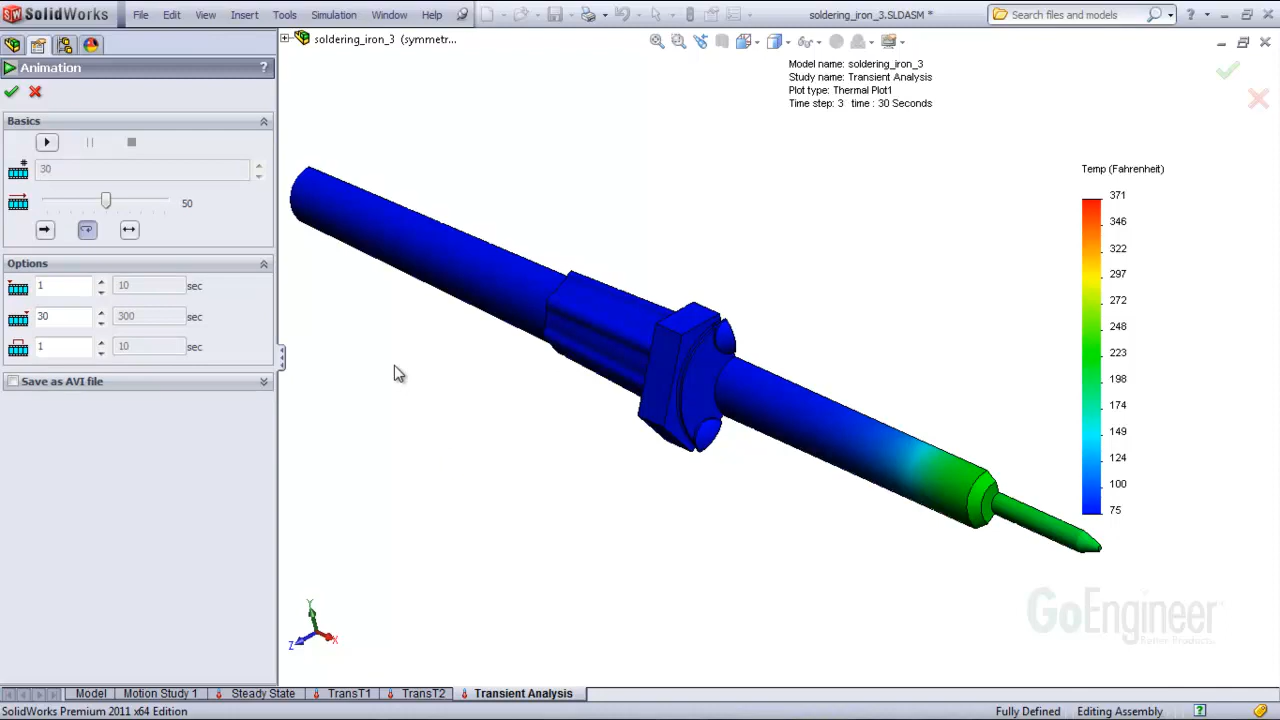 SolidWorks
File Edit View Insert Tools Simulation Window Help
soldering_iron_3.SLDASM *
Search files and models
soldering_iron_3 (symmetr...
Animation
?
Model name: soldering_iron_3
Study name: Transient Analysis
Plot type: Thermal Plot1
Time step: 3 time : 30 Seconds
Basics
30
50
Options
1 10 sec
30 300 sec
1 10 sec
Save as AVI file
Temp (Fahrenheit)
371
346
322
297
272
248
223
198
174
149
124
100
75
Y
Z
X
GoEngineer
Model Motion Study 1 Steady State TransT1 TransT2 Transient Analysis
SolidWorks Premium 2011 x64 Edition
Fully Defined Editing Assembly